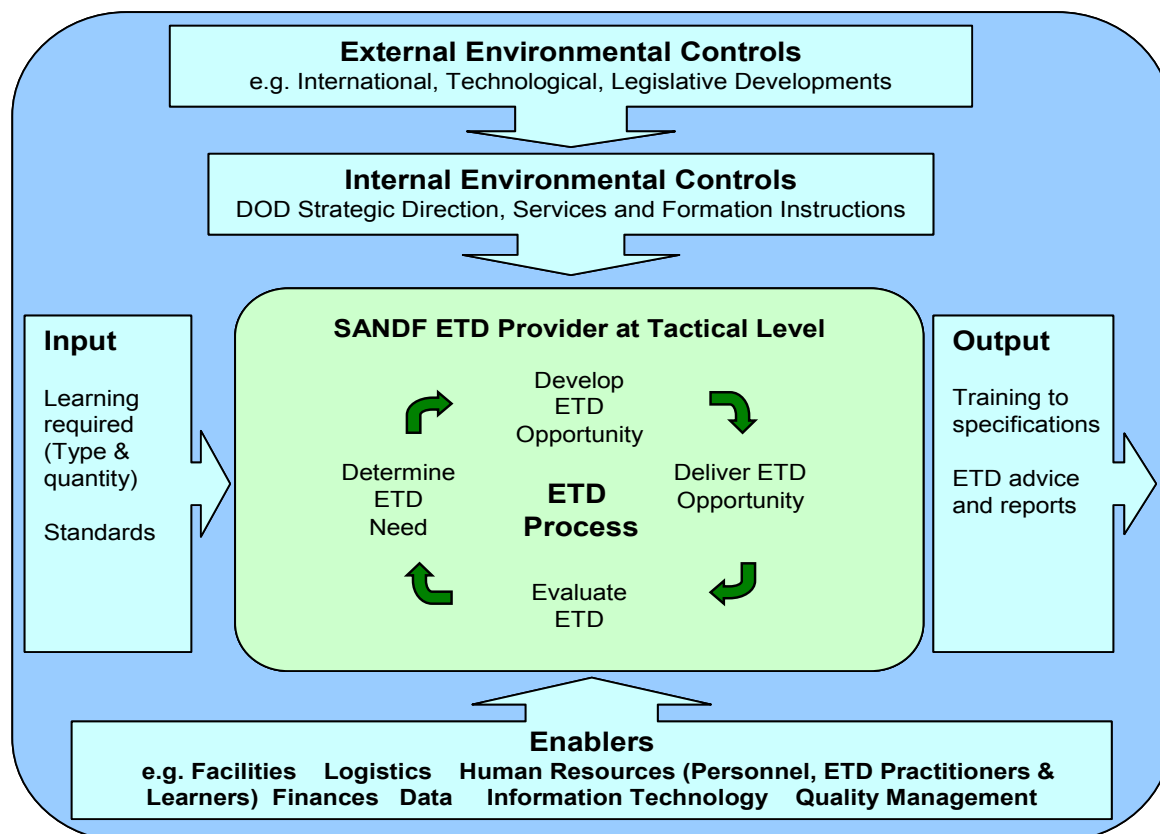 External Environmental Controls
e.g. International, Technological, Legislative Developments
Internal Environmental Controls
DOD Strategic Direction, Services and Formation Instructions
Input
Learning
required
(Type &
quantity)
Standards
SANDF ETD Provider at Tactical Level
Develop
ETD
Opportunity
Determine
ETD
Need
ETD
Process
Deliver ETD
Opportunity
Evaluate
ETD
Output
Training to
specifications
ETD advice
and reports
Enablers
e.g. Facilities Logistics Human Resources (Personnel, ETD Practitioners &
Learners) Finances Data Information Technology Quality Management